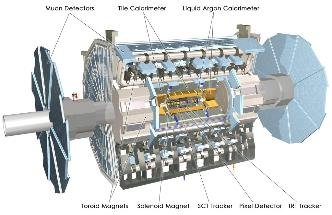 Muon Detectors
Tile Calorimeter
Liquid Argon Calorimeter
Toroid Magnets
Solenoid Magnet
SCT Tracker
Pixel Detector
TRT Tracker